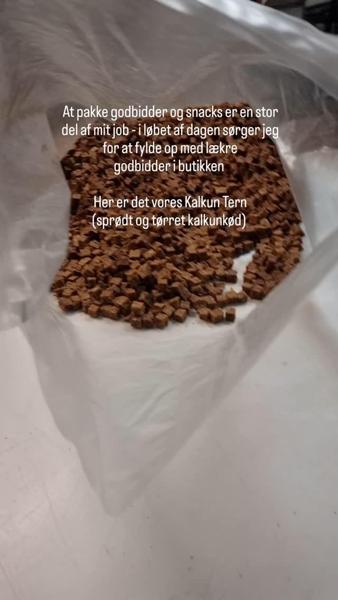 At pakke godbidder og snacks er en stor
del af mit job - i løbet af dagen sørger jeg
for at fylde op med lækre
godbidder i butikken
Her er det vores Kalkun Tern
(sprødt og tørret kalkunkød)